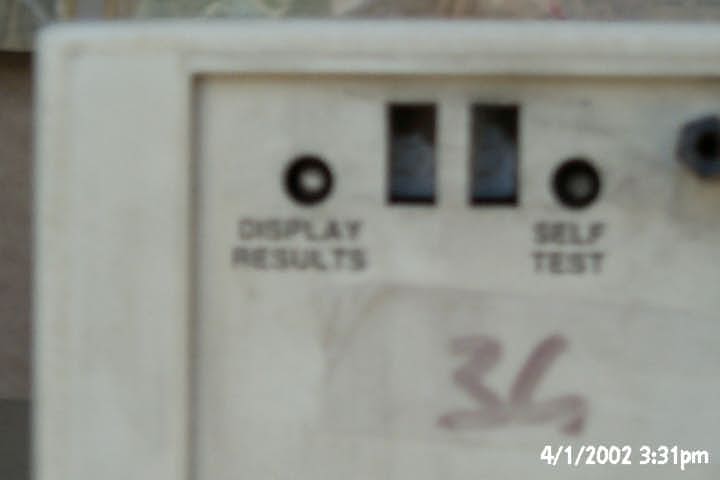 DISPLAY
RESULTS
SELF
TEST
36
4/1/2002 3:31pm